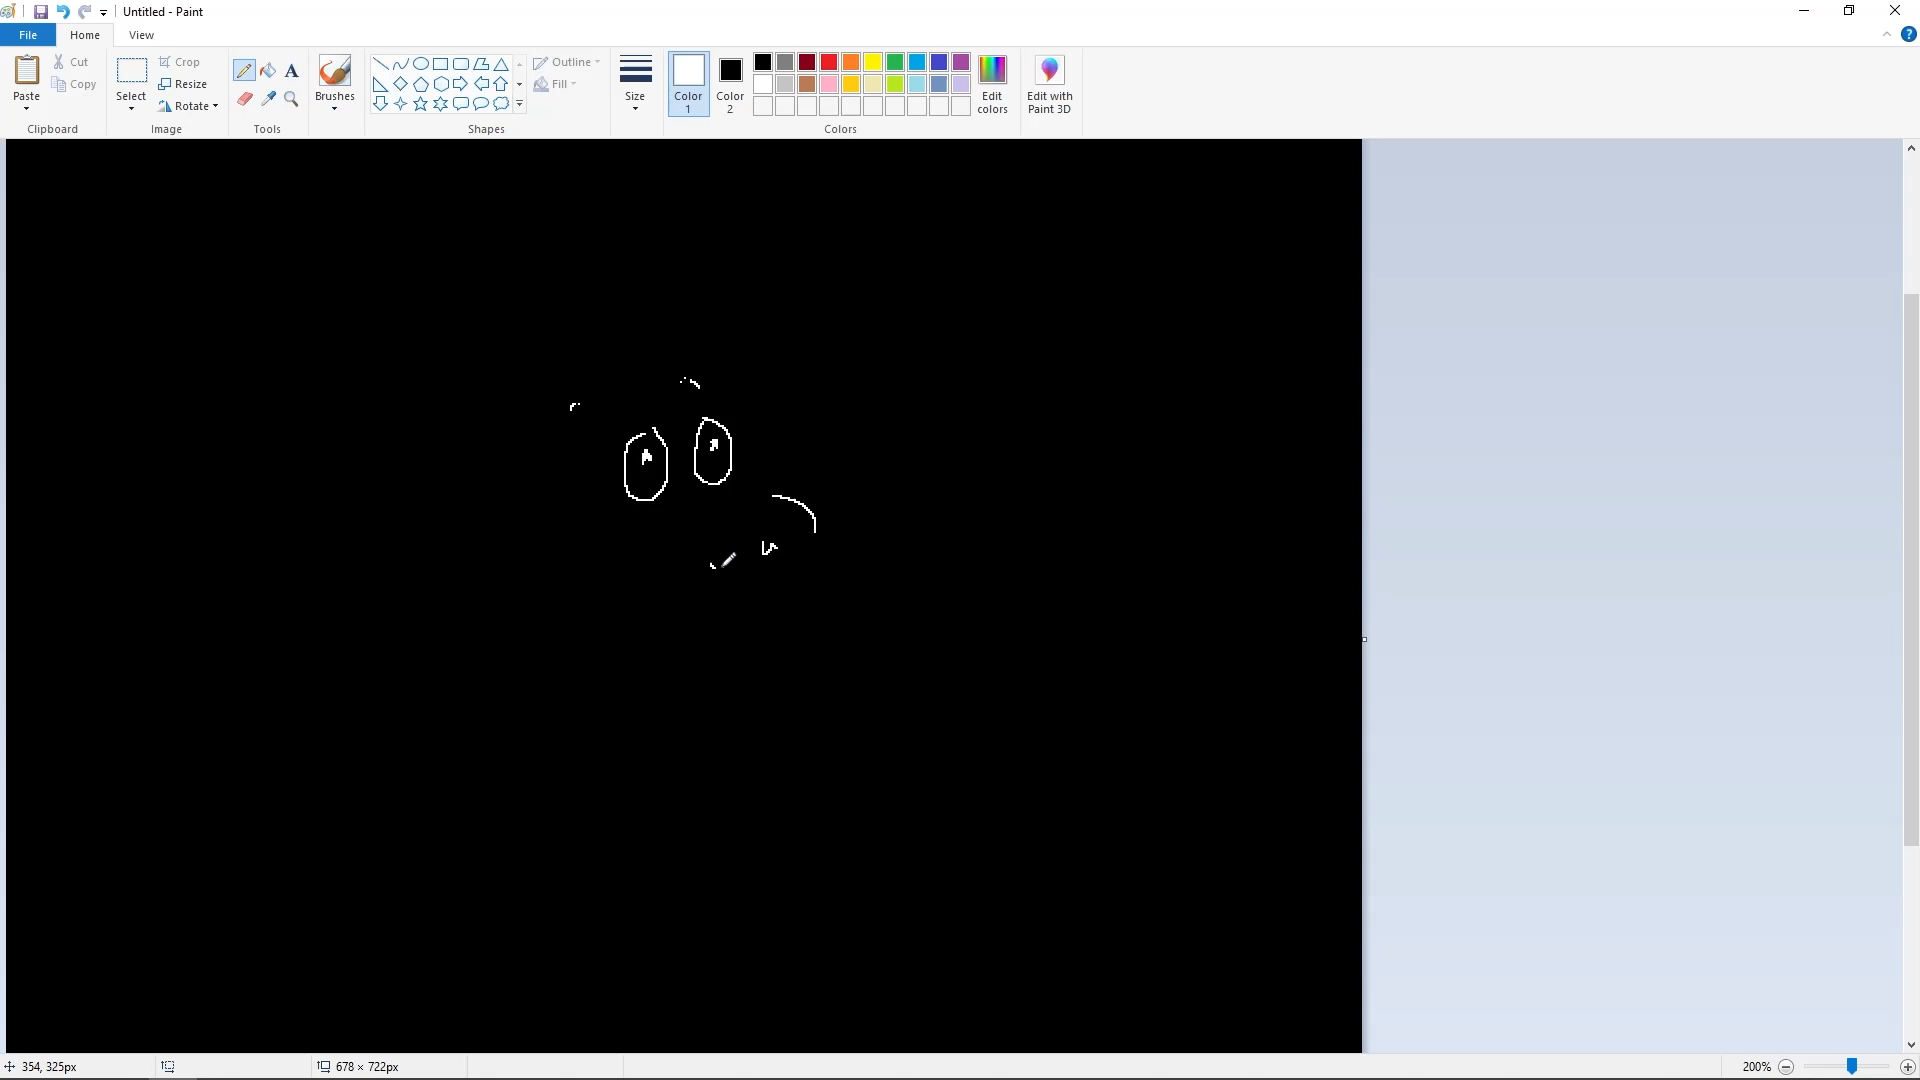 Untitled - Paint
File Home View
Paste Cut Copy Clipboard
Select Crop Resize Rotate Image
A
Tools
Brushes
Shapes
Outline Fill
Size
Color 1
Color 2
Colors
Edit colors
Edit with Paint 3D
?
354, 325px
678 × 722px
200%